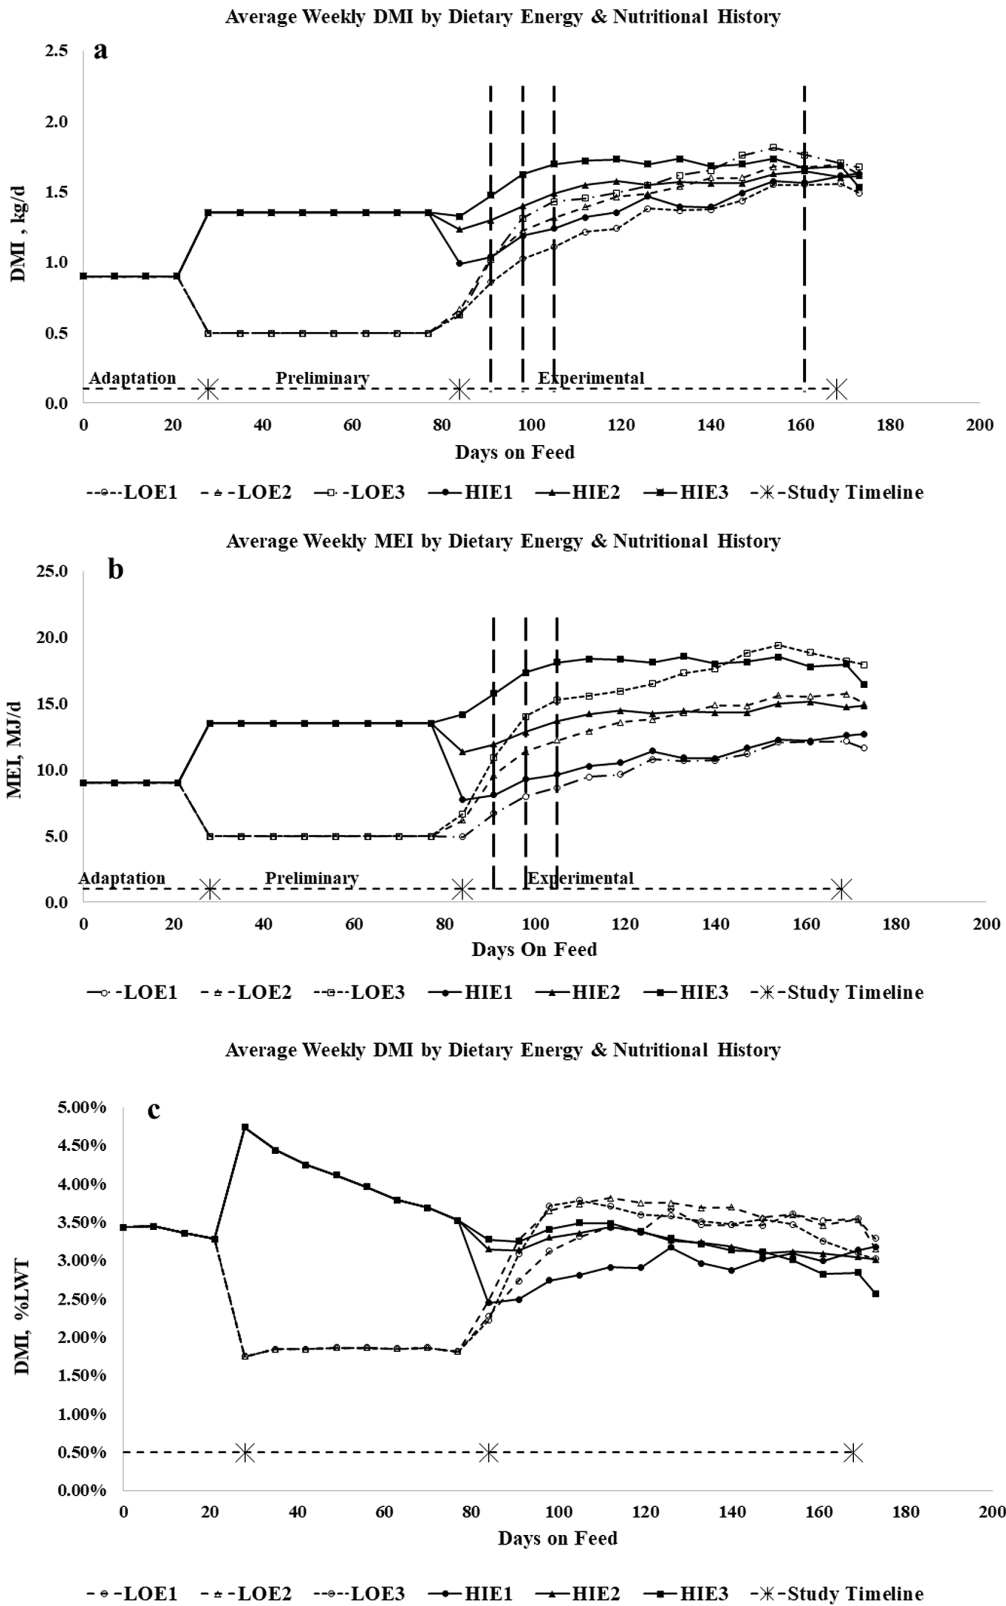 Average Weekly DMI by Dietary Energy & Nutritional History
a
2.5
2.0
1.5
1.0
0.5
0.0
DMI , kg/d
Adaptation Preliminary Experimental
0 20 40 60 80 100 120 140 160 180 200
Days on Feed
LOE1 LOE2 LOE3 HIE1 HIE2 HIE3 Study Timeline
Average Weekly MEI by Dietary Energy & Nutritional History
b
25.0
20.0
15.0
10.0
5.0
0.0
MEI, MJ/d
Adaptation Preliminary Experimental
0 20 40 60 80 100 120 140 160 180 200
Days On Feed
LOE1 LOE2 LOE3 HIE1 HIE2 HIE3 Study Timeline
Average Weekly DMI by Dietary Energy & Nutritional History
c
5.00%
4.50%
4.00%
3.50%
3.00%
2.50%
2.00%
1.50%
1.00%
0.50%
0.00%
DMI, %LWT
0 20 40 60 80 100 120 140 160 180 200
Days on Feed
LOE1 LOE2 LOE3 HIE1 HIE2 HIE3 Study Timeline